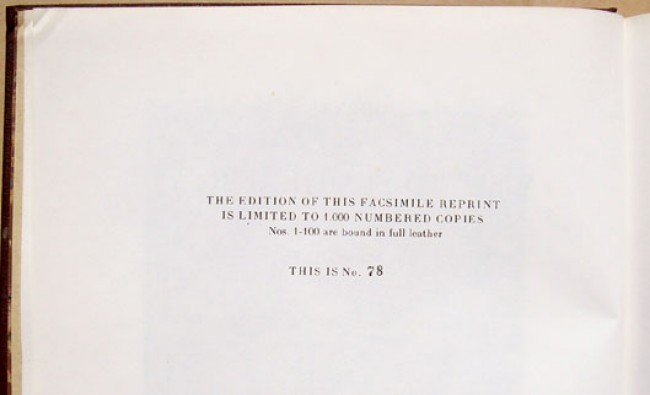 THE EDITION OF THIS FACSIMILE REPRINT
IS LIMITED TO 1.000 NUMBERED COPIES
Nos. 1-100 are bound in full leather
THIS IS No. 78